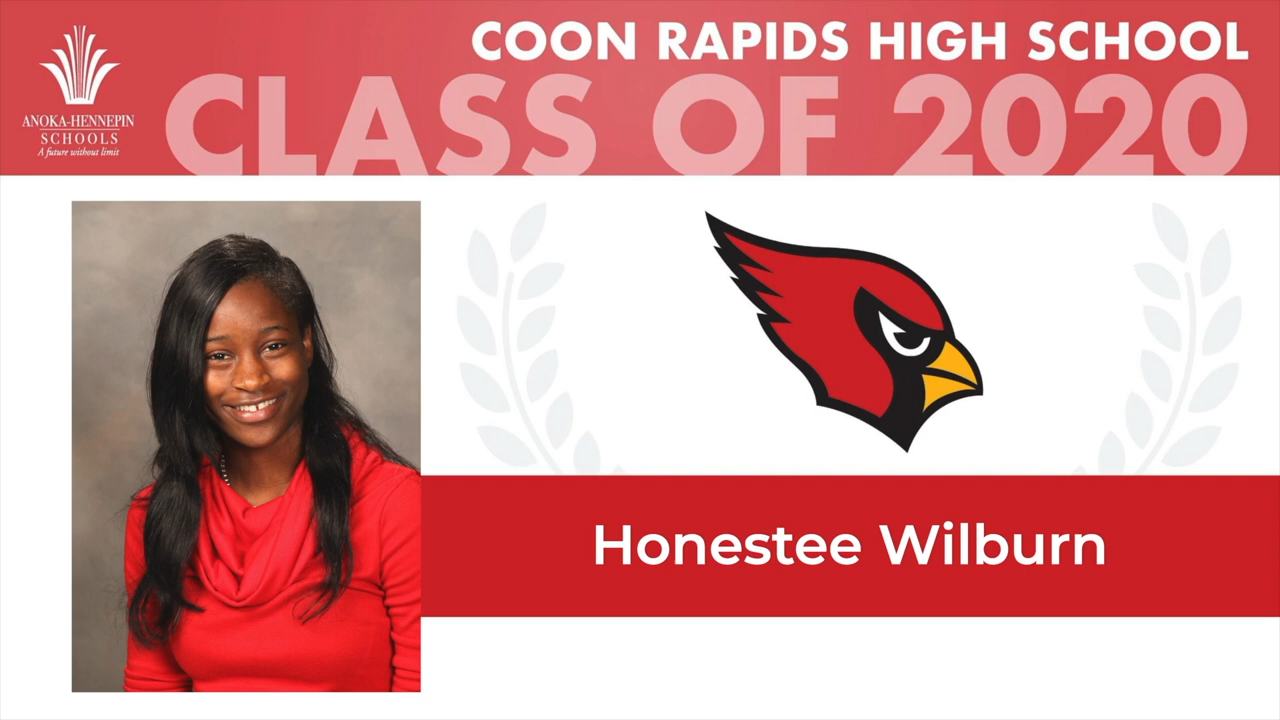 COON RAPIDS HIGH SCHOOL
CLASS OF 2020
ANOKA-HENNEPIN
SCHOOLS
A future without limit
Honestee Wilburn